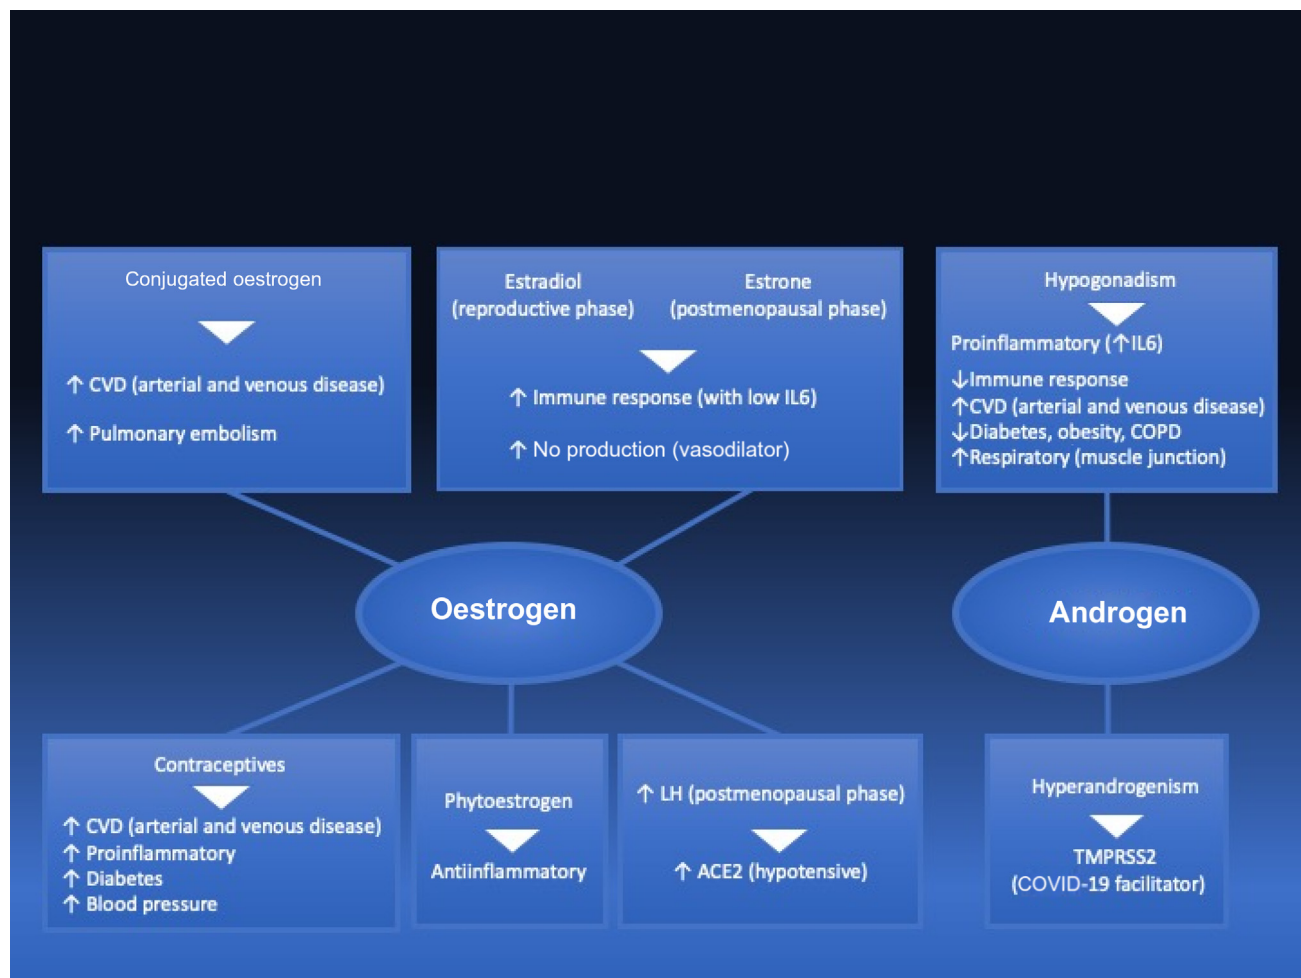 Conjugated oestrogen
↑ CVD (arterial and venous disease)
↑ Pulmonary embolism
Estradiol
(reproductive phase)
Estrone
(postmenopausal phase)
↑ Immune response (with low IL6)
↑ No production (vasodilator)
Hypogonadism
Proinflammatory (↑IL6)
↓Immune response
↑CVD (arterial and venous disease)
↓Diabetes, obesity, COPD
↑Respiratory (muscle junction)
Oestrogen
Androgen
Contraceptives
↑ CVD (arterial and venous disease)
↑ Proinflammatory
↑ Diabetes
↑ Blood pressure
Phytoestrogen
Antiinflammatory
↑ LH (postmenopausal phase)
↑ ACE2 (hypotensive)
Hyperandrogenism
TMPRSS2
(COVID-19 facilitator)